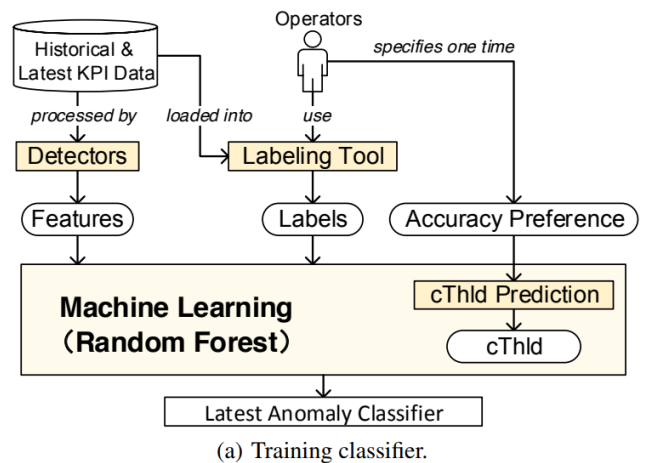 Operators
Historical &
Latest KPI Data
specifies one time
processed by
loaded into
use
Detectors
Labeling Tool
Features
Labels
Accuracy Preference
Machine Learning
（Random Forest）
cThld Prediction
cThld
Latest Anomaly Classifier
(a) Training classifier.